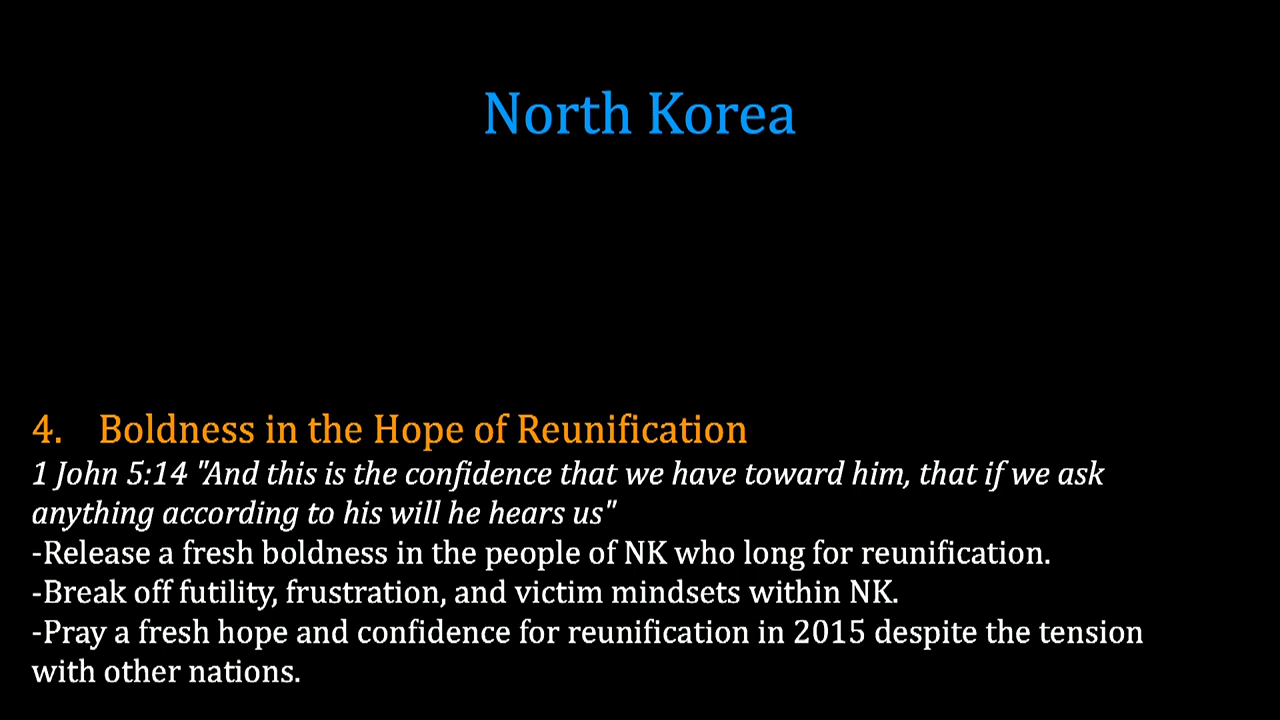 North Korea
4. Boldness in the Hope of Reunification
1 John 5:14 "And this is the confidence that we have toward him, that if we ask
anything according to his will he hears us"
-Release a fresh boldness in the people of NK who long for reunification.
-Break off futility, frustration, and victim mindsets within NK.
-Pray a fresh hope and confidence for reunification in 2015 despite the tension
with other nations.